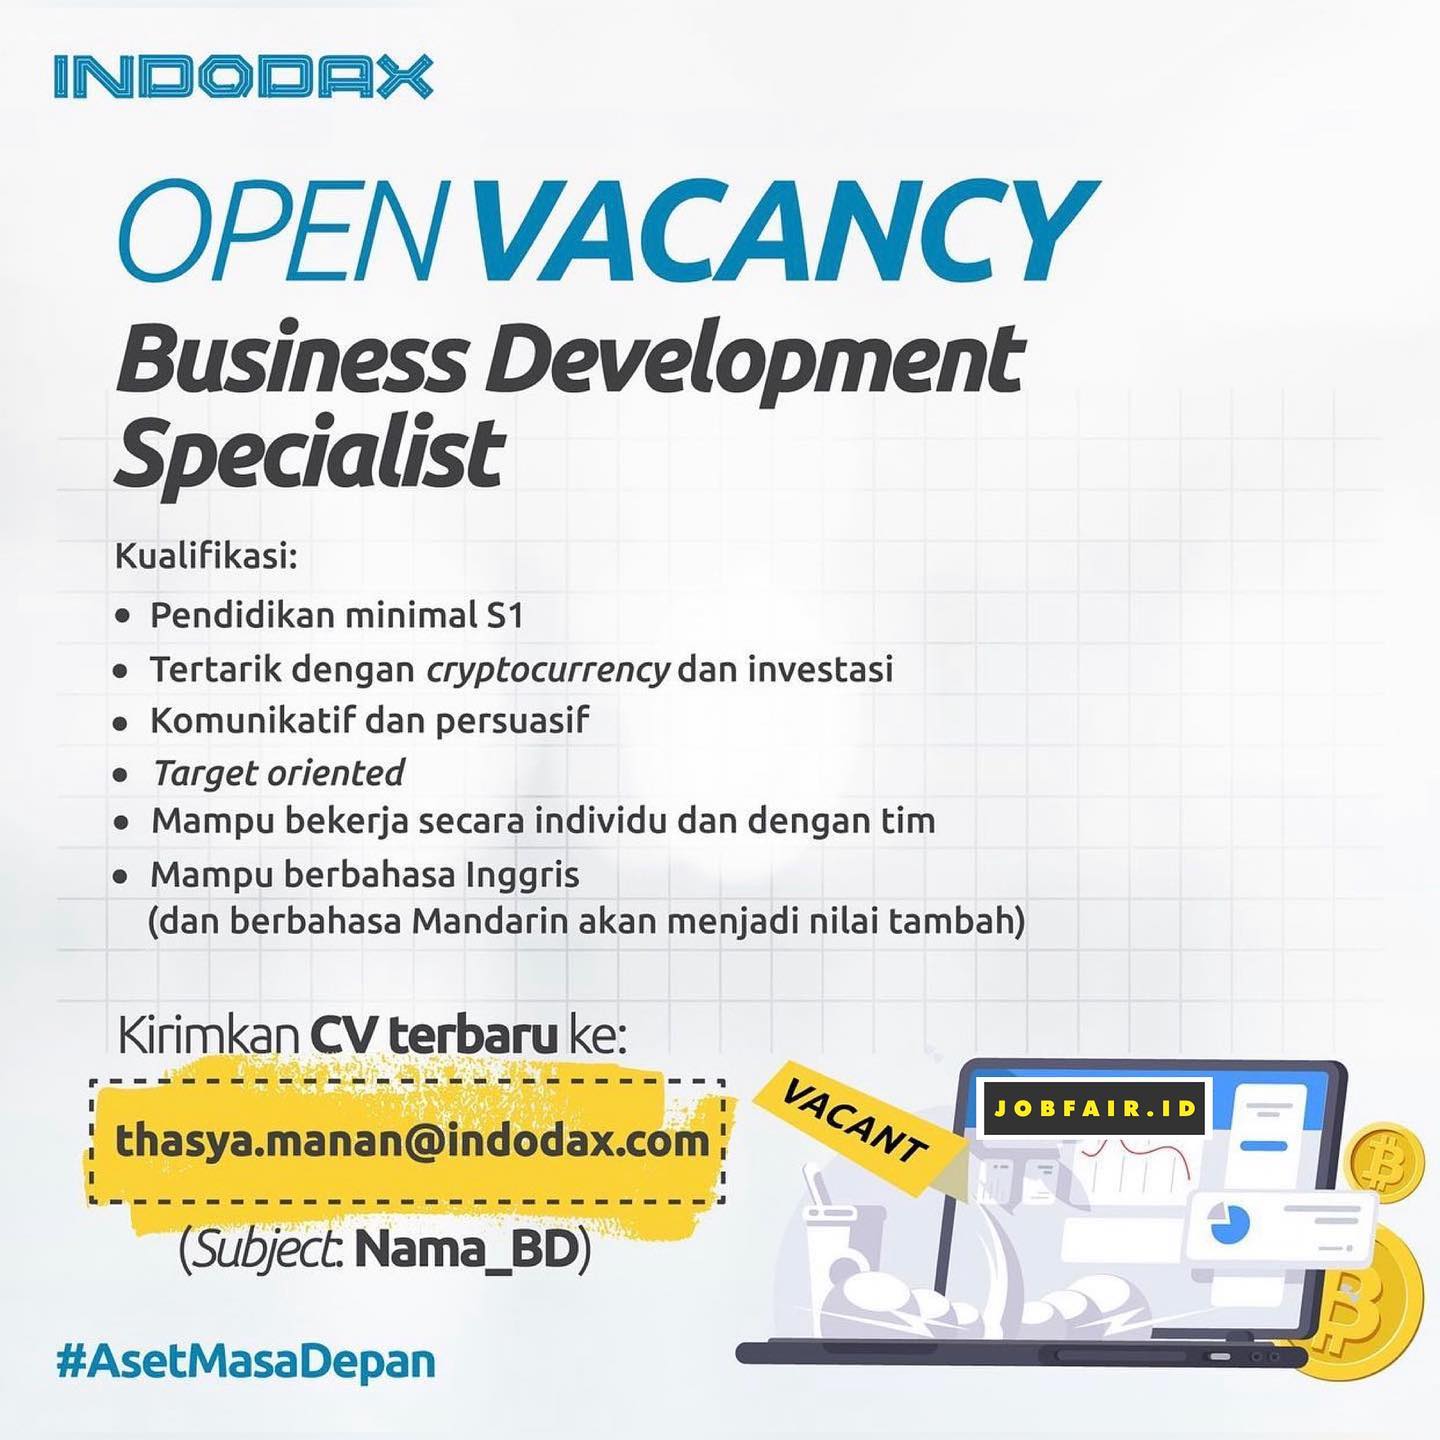 INDODAX
OPEN VACANCY
Business Development
Specialist
Kualifikasi:
• Pendidikan minimal S1
• Tertarik dengan cryptocurrency dan investasi
• Komunikatif dan persuasif
• Target oriented
• Mampu bekerja secara individu dan dengan tim
• Mampu berbahasa Inggris
(dan berbahasa Mandarin akan menjadi nilai tambah)
Kirimkan CV terbaru ke:
thasya.manan@indodax.com
(Subject: Nama_BD)
VACANT
JOBFAIR.ID
#AsetMasaDepan